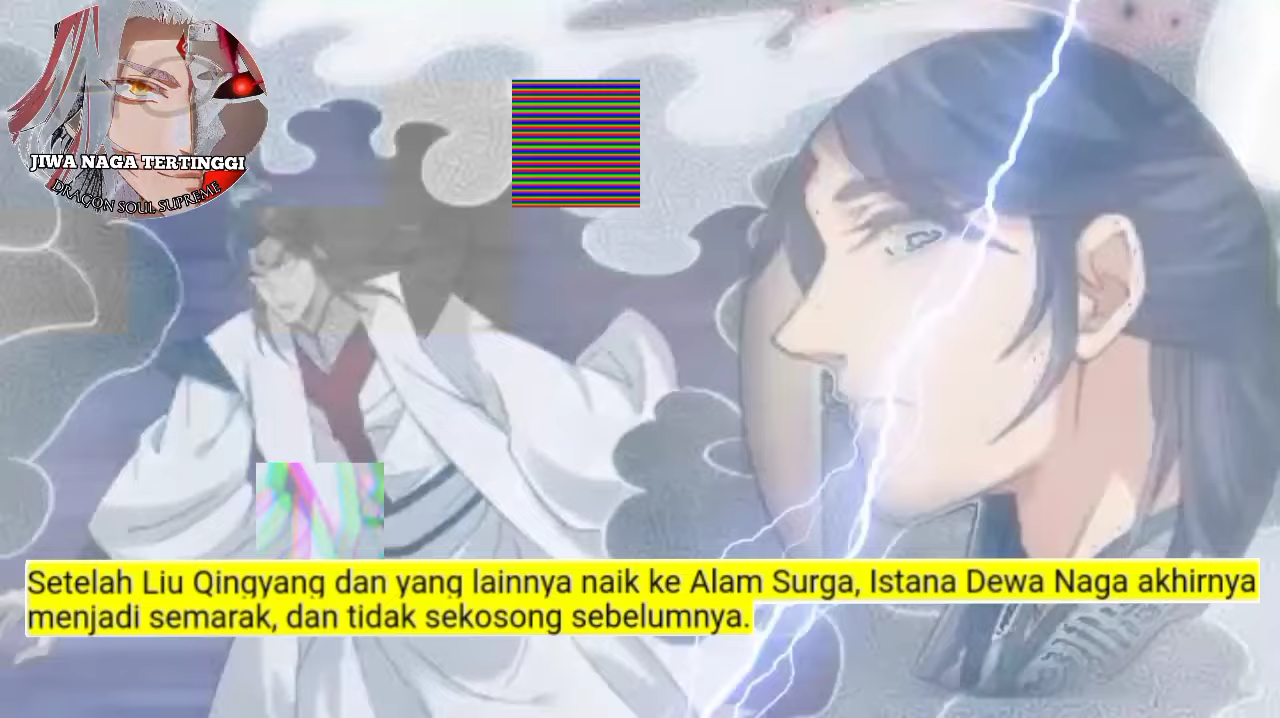 JIWA NAGA TERTINGGI
DRAGON SOUL SUPREME
Setelah Liu Qingyang dan yang lainnya naik ke Alam Surga, Istana Dewa Naga akhirnya
menjadi semarak, dan tidak sekosong sebelumnya.